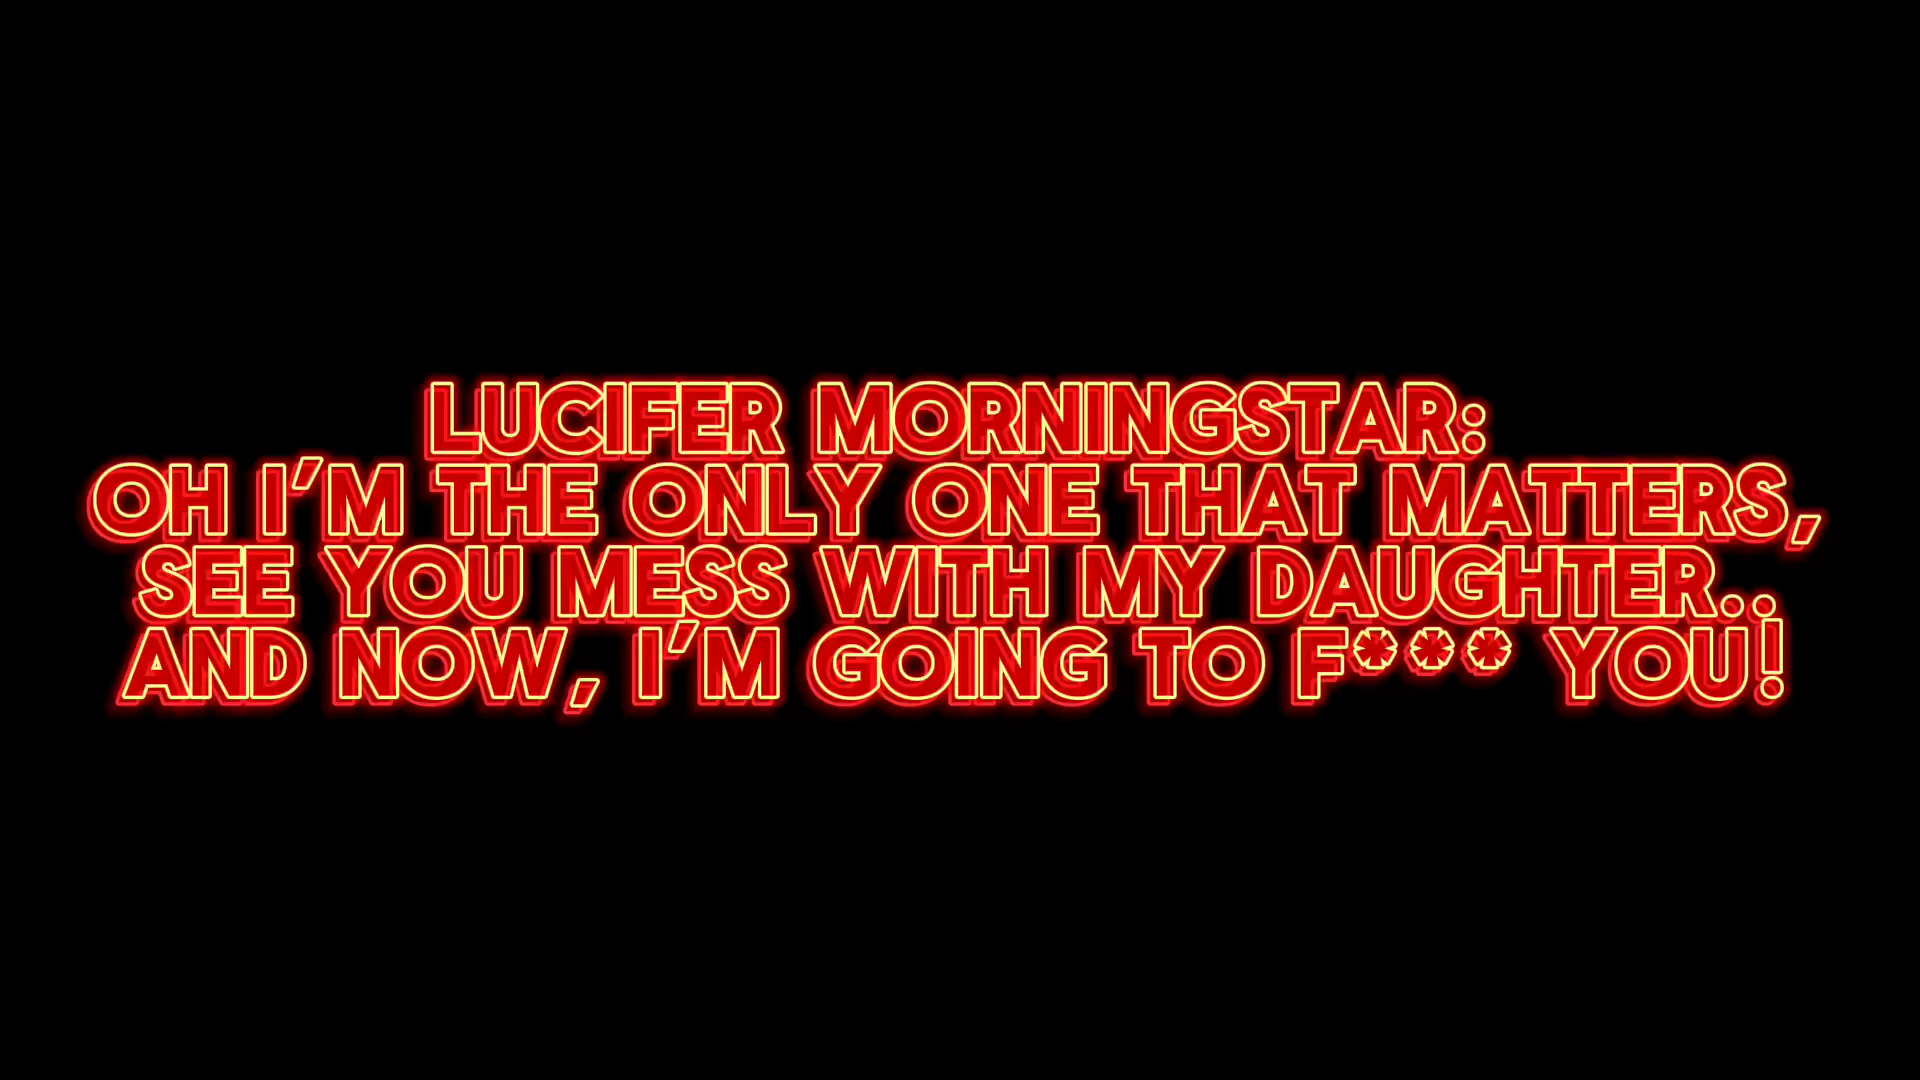 LUCIFER MORNINGSTAR:
OH I'M THE ONLY ONE THAT MATTERS,
SEE YOU MESS WITH MY DAUGHTER..
AND NOW, I'M GOING TO F*** YOU!